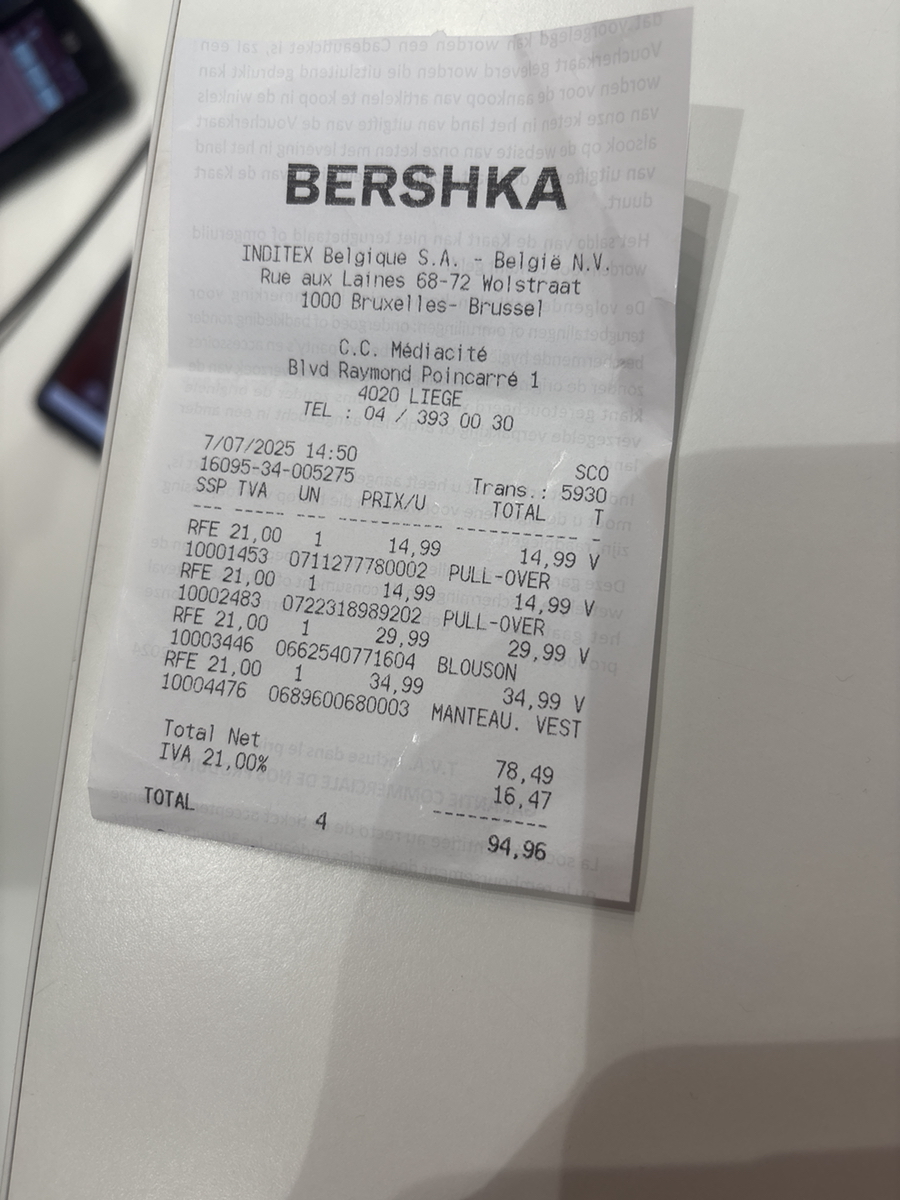 BERSHKA
INDITEX Belgique S.A. - België N.V.
Rue aux Laines 68-72 Wolstraat
1000 Bruxelles- Brussel
C.C. Médiacité
Blvd Raymond Poincarré 1
4020 LIEGE
TEL : 04 / 393 00 30
7/07/2025 14:50 SCO
16095-34-005275 Trans.: 5930
SSP TVA UN PRIX/U TOTAL T
--- ----- --- ---------- ------------ -
RFE 21,00 1 14,99 14,99 V
10001453 0711277780002 PULL-OVER
RFE 21,00 1 14,99 14,99 V
10002483 0722318989202 PULL-OVER
RFE 21,00 1 29,99 29,99 V
10003446 0662540771604 BLOUSON
RFE 21,00 1 34,99 34,99 V
10004476 0689600680003 MANTEAU. VEST
Total Net 78,49
IVA 21,00% 16,47
----------
TOTAL 4 94,96